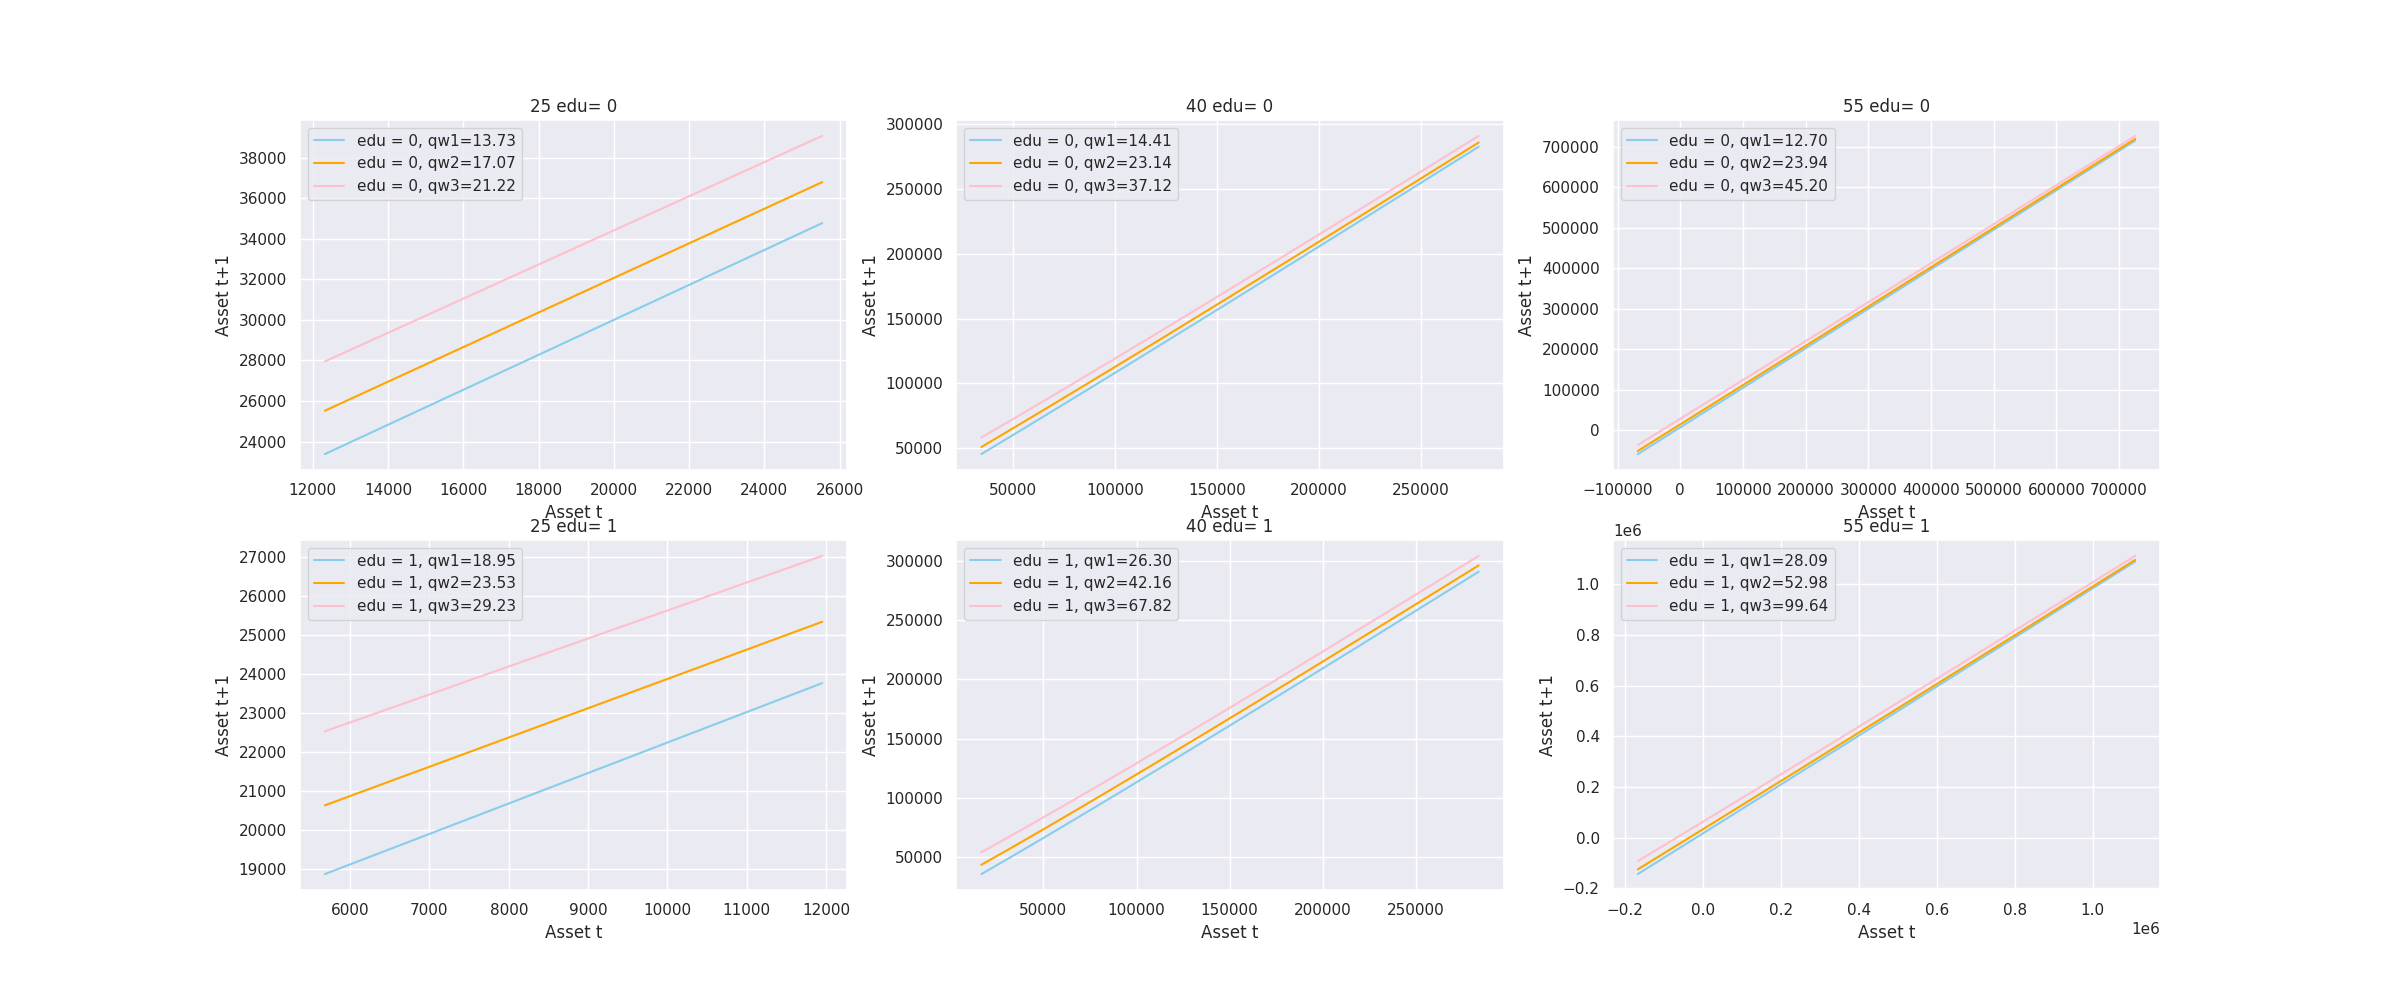 25 edu= 0
edu = 0, qw1=13.73
edu = 0, qw2=17.07
edu = 0, qw3=21.22
Asset t+1
38000
36000
34000
32000
30000
28000
26000
24000
12000 14000 16000 18000 20000 22000 24000 26000
Asset t
40 edu= 0
edu = 0, qw1=14.41
edu = 0, qw2=23.14
edu = 0, qw3=37.12
Asset t+1
300000
250000
200000
150000
100000
50000
50000 100000 150000 200000 250000
Asset t
55 edu= 0
edu = 0, qw1=12.70
edu = 0, qw2=23.94
edu = 0, qw3=45.20
Asset t+1
700000
600000
500000
400000
300000
200000
100000
0
−100000 0 100000 200000 300000 400000 500000 600000 700000
Asset t
25 edu= 1
edu = 1, qw1=18.95
edu = 1, qw2=23.53
edu = 1, qw3=29.23
Asset t+1
27000
26000
25000
24000
23000
22000
21000
20000
19000
6000 7000 8000 9000 10000 11000 12000
Asset t
40 edu= 1
edu = 1, qw1=26.30
edu = 1, qw2=42.16
edu = 1, qw3=67.82
Asset t+1
300000
250000
200000
150000
100000
50000
50000 100000 150000 200000 250000
Asset t
55 edu= 1
1e6
edu = 1, qw1=28.09
edu = 1, qw2=52.98
edu = 1, qw3=99.64
Asset t+1
1.0
0.8
0.6
0.4
0.2
0.0
−0.2
−0.2 0.0 0.2 0.4 0.6 0.8 1.0
1e6
Asset t